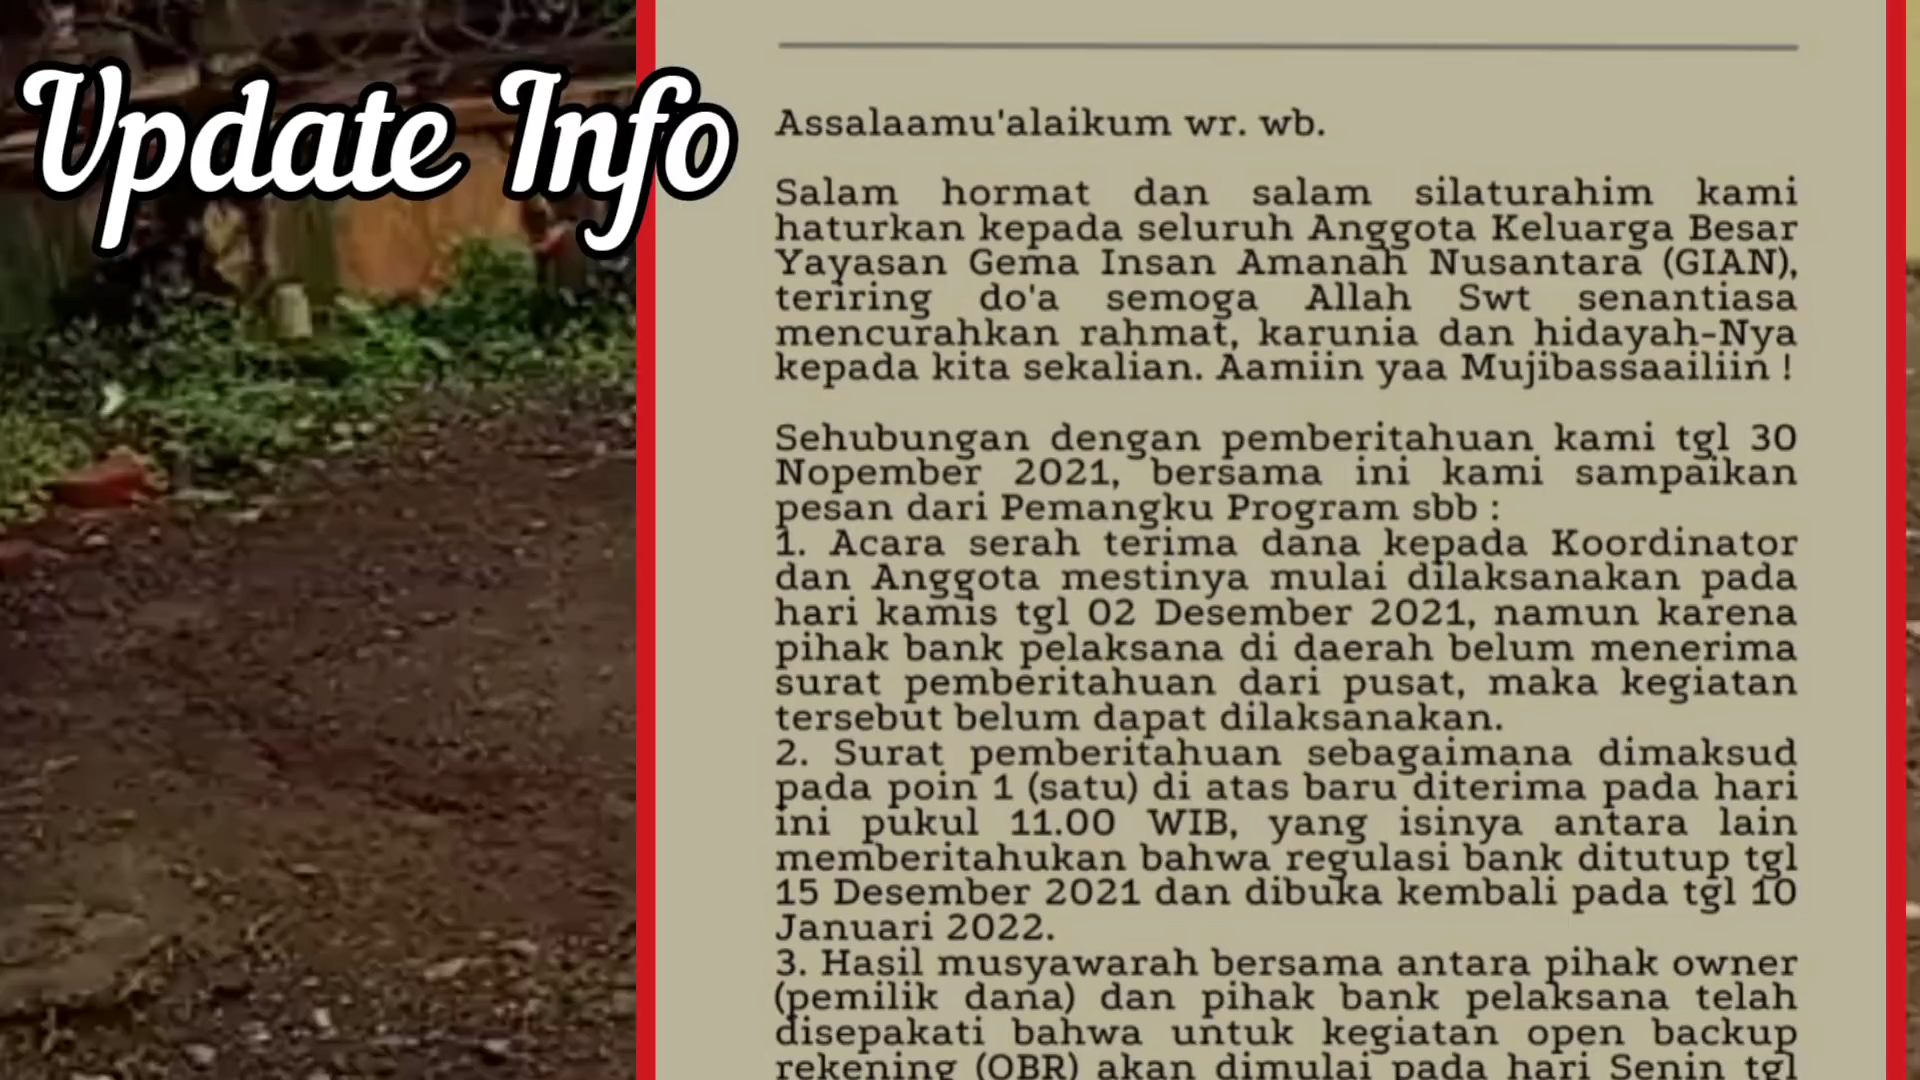 Update Info
Assalaamu'alaikum wr. wb.
Salam hormat dan salam silaturahim kami
haturkan kepada seluruh Anggota Keluarga Besar
Yayasan Gema Insan Amanah Nusantara (GIAN),
teriring do'a semoga Allah Swt senantiasa
mencurahkan rahmat, karunia dan hidayah-Nya
kepada kita sekalian. Aamiin yaa Mujibassaailiin !
Sehubungan dengan pemberitahuan kami tgl 30
Nopember 2021, bersama ini kami sampaikan
pesan dari Pemangku Program sbb :
1. Acara serah terima dana kepada Koordinator
dan Anggota mestinya mulai dilaksanakan pada
hari kamis tgl 02 Desember 2021, namun karena
pihak bank pelaksana di daerah belum menerima
surat pemberitahuan dari pusat, maka kegiatan
tersebut belum dapat dilaksanakan.
2. Surat pemberitahuan sebagaimana dimaksud
pada poin 1 (satu) di atas baru diterima pada hari
ini pukul 11.00 WIB, yang isinya antara lain
memberitahukan bahwa regulasi bank ditutup tgl
15 Desember 2021 dan dibuka kembali pada tgl 10
Januari 2022.
3. Hasil musyawarah bersama antara pihak owner
(pemilik dana) dan pihak bank pelaksana telah
disepakati bahwa untuk kegiatan open backup
rekening (OBR) akan dimulai pada hari Senin tgl